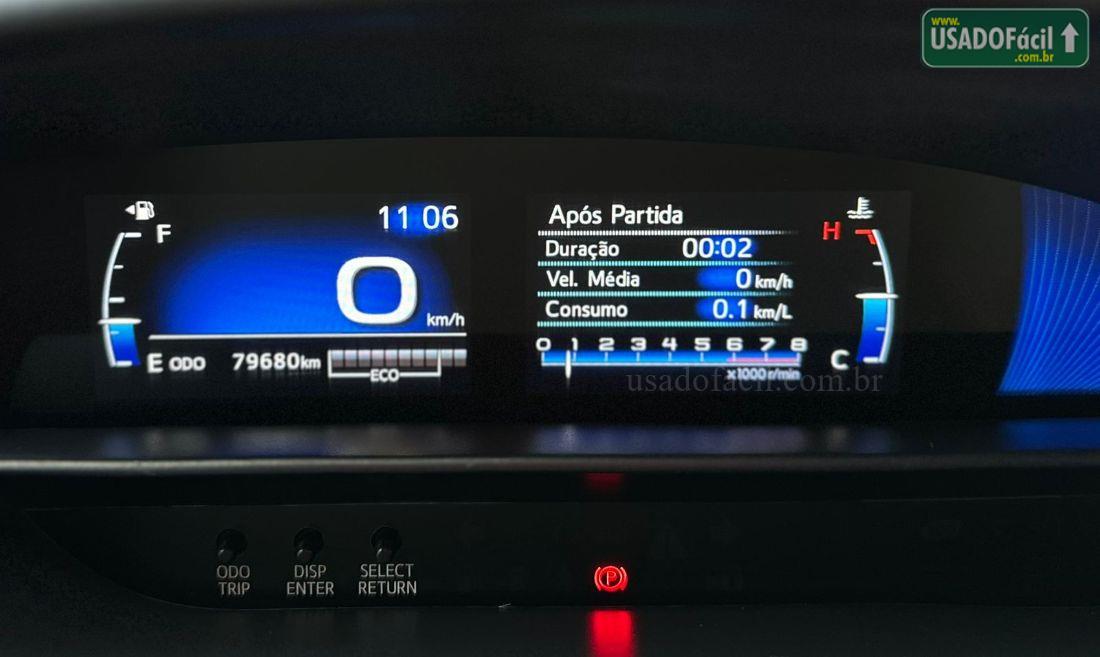 www.
USADOFácil
.com.br
11 06
F
0
km/h
E ODO 79680km
ECO
Após Partida
Duração 00:02
Vel. Média 0 km/h
Consumo 0.1 km/L
0 1 2 3 4 5 6 7 8
x1000 r/min
H
C
usadofacil.com.br
ODO
TRIP
DISP
ENTER
SELECT
RETURN
P